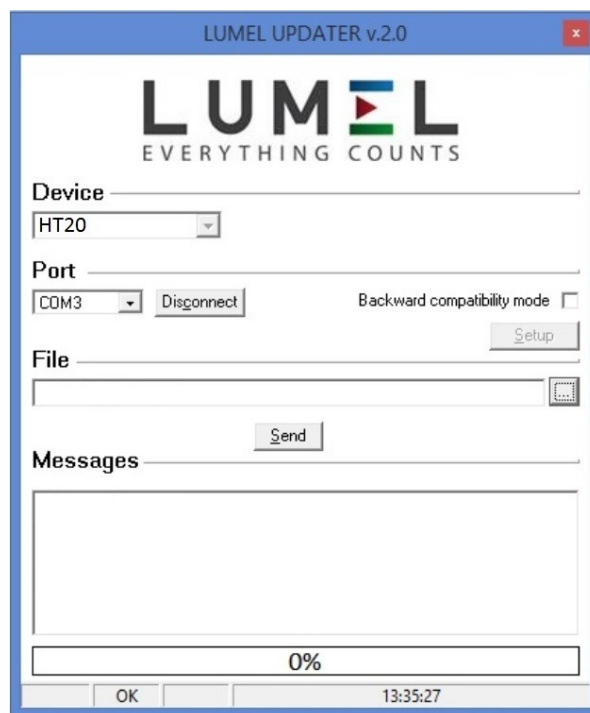 LUMEL UPDATER v.2.0 x
LUMEL
EVERYTHING COUNTS
Device
HT20
Port
COM3 Disconnect Backward compatibility mode
Setup
File
...
Send
Messages
0%
OK 13:35:27